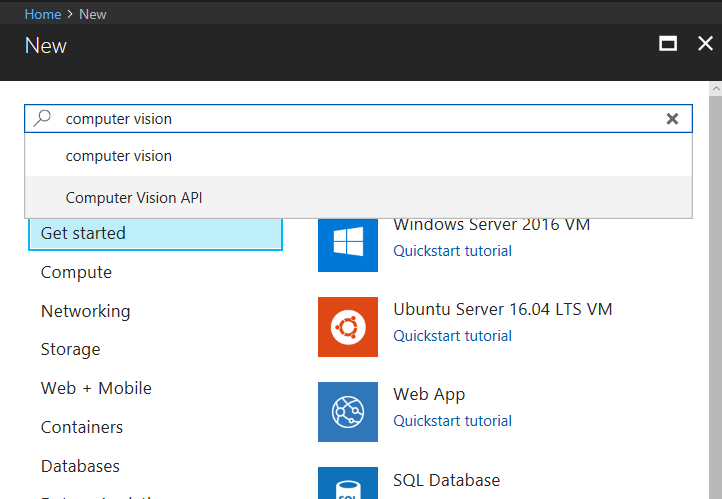 Home > New
New
computer vision
computer vision
Computer Vision API
Get started
Compute
Networking
Storage
Web + Mobile
Containers
Databases
Windows Server 2016 VM
Quickstart tutorial
Ubuntu Server 16.04 LTS VM
Quickstart tutorial
Web App
Quickstart tutorial
SQL
SQL Database